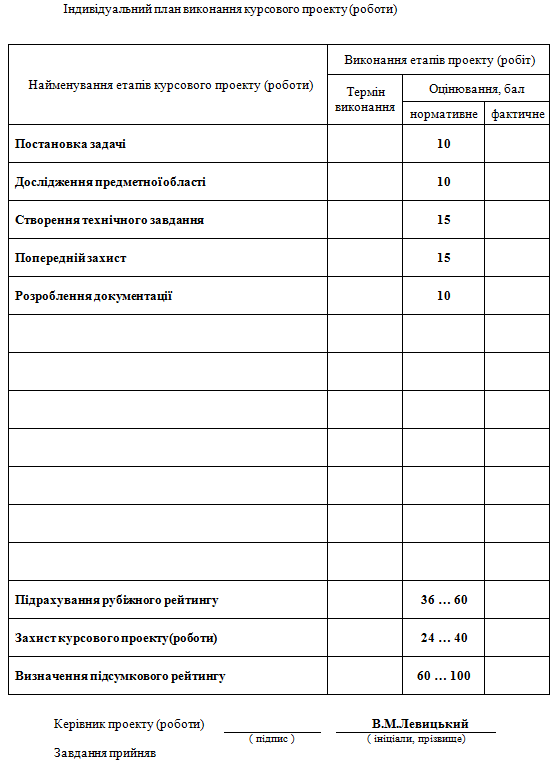 Індивідуальний план виконання курсового проекту (роботи)
Найменування етапів курсового проекту (роботи)
Виконання етапів проекту (робіт)
Термін
виконання
Оцінювання, бал
нормативне
фактичне
Постановка задачі 10
Дослідження предметної області 10
Створення технічного завдання 15
Попередній захист 15
Розроблення документації 10
Підрахування рубіжного рейтингу 36 … 60
Захист курсового проекту (роботи) 24 … 40
Визначення підсумкового рейтингу 60 … 100
Керівник проекту (роботи) В.М.Левицький
( підпис ) ( ініціали, прізвище)
Завдання прийняв